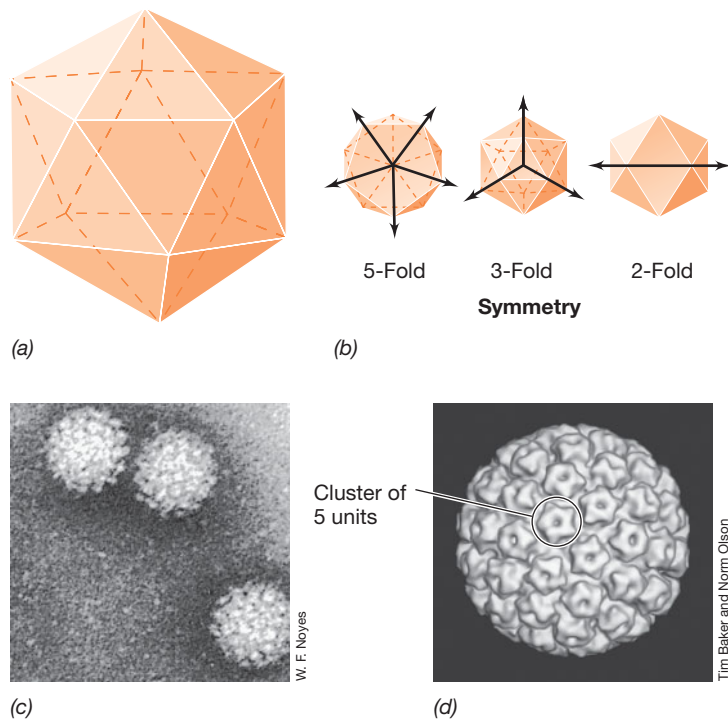 5-Fold
3-Fold
2-Fold
Symmetry
(a)
(b)
Cluster of
5 units
W. F. Noyes
Tim Baker and Norm Olson
(c)
(d)